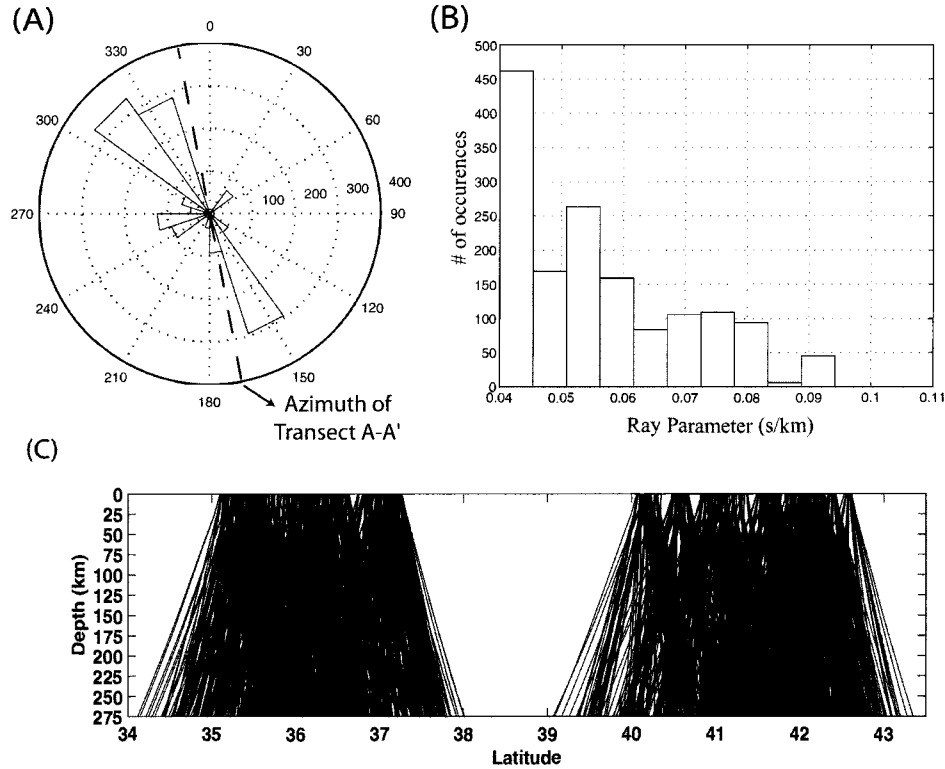 (A)
0
30
60
90
120
150
180
210
240
270
300
330
100 200 300 400
Azimuth of
Transect A-A'
(B)
500
450
400
350
300
250
200
150
100
50
0
# of occurences
0.04 0.05 0.06 0.07 0.08 0.09 0.1 0.11
Ray Parameter (s/km)
(C)
0
25
50
75
100
125
150
175
200
225
250
275
Depth (km)
34 35 36 37 38 39 40 41 42 43
Latitude